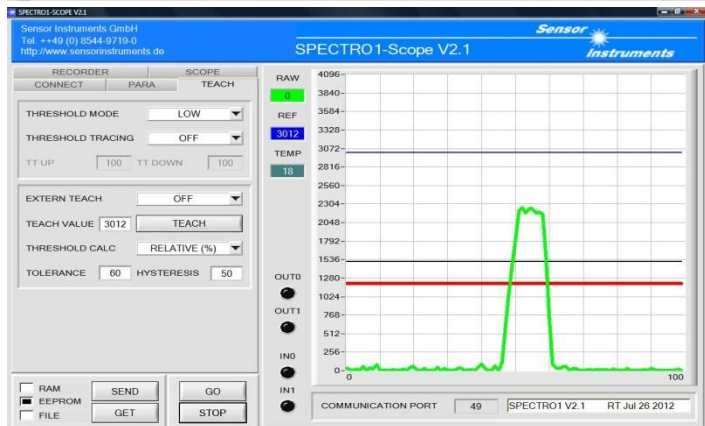 SPECTRO1-SCOPE V2.1
Sensor Instruments GmbH
Tel. ++49 (0) 8544-9719-0
http://www.sensorinstruments.de
SPECTRO1-Scope V2.1
Sensor
Instruments
RECORDER SCOPE
CONNECT PARA TEACH
THRESHOLD MODE LOW
THRESHOLD TRACING OFF
TT UP 100 TT DOWN 100
EXTERN TEACH OFF
TEACH VALUE 3012 TEACH
THRESHOLD CALC RELATIVE (%)
TOLERANCE 60 HYSTERESIS 50
RAM
EEPROM
FILE
SEND
GET
GO
STOP
RAW
0
REF
3012
TEMP
18
OUT0
OUT1
IN0
IN1
4096
3840
3584
3328
3072
2816
2560
2304
2048
1792
1536
1280
1024
768
512
256
0
0 100
COMMUNICATION PORT 49 SPECTRO1 V2.1 RT Jul 26 2012